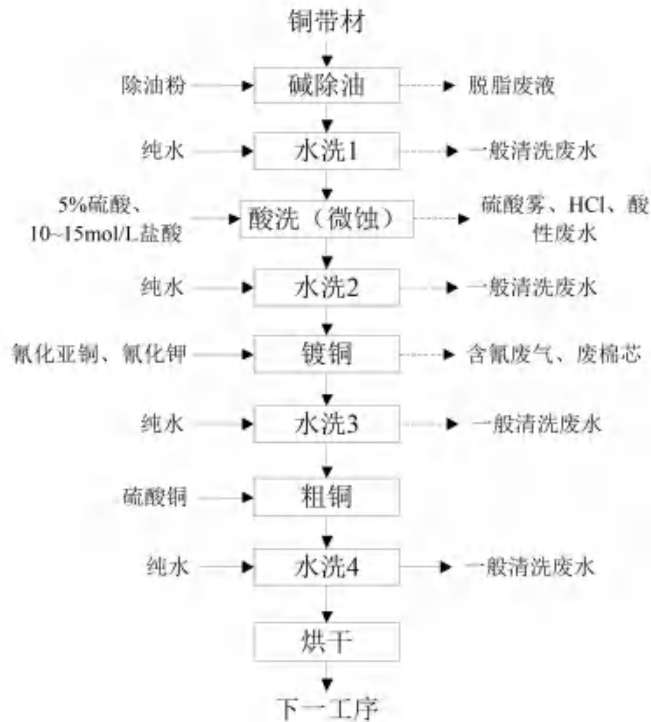 铜带材
除油粉 碱除油 脱脂废液
纯水 水洗1 一般清洗废水
5%硫酸、
10~15mol/L盐酸
酸洗（微蚀）
硫酸雾、HCl、酸
性废水
纯水 水洗2 一般清洗废水
氰化亚铜、氰化钾 镀铜 含氰废气、废棉芯
纯水 水洗3 一般清洗废水
硫酸铜 粗铜
纯水 水洗4 一般清洗废水
烘干
下一工序